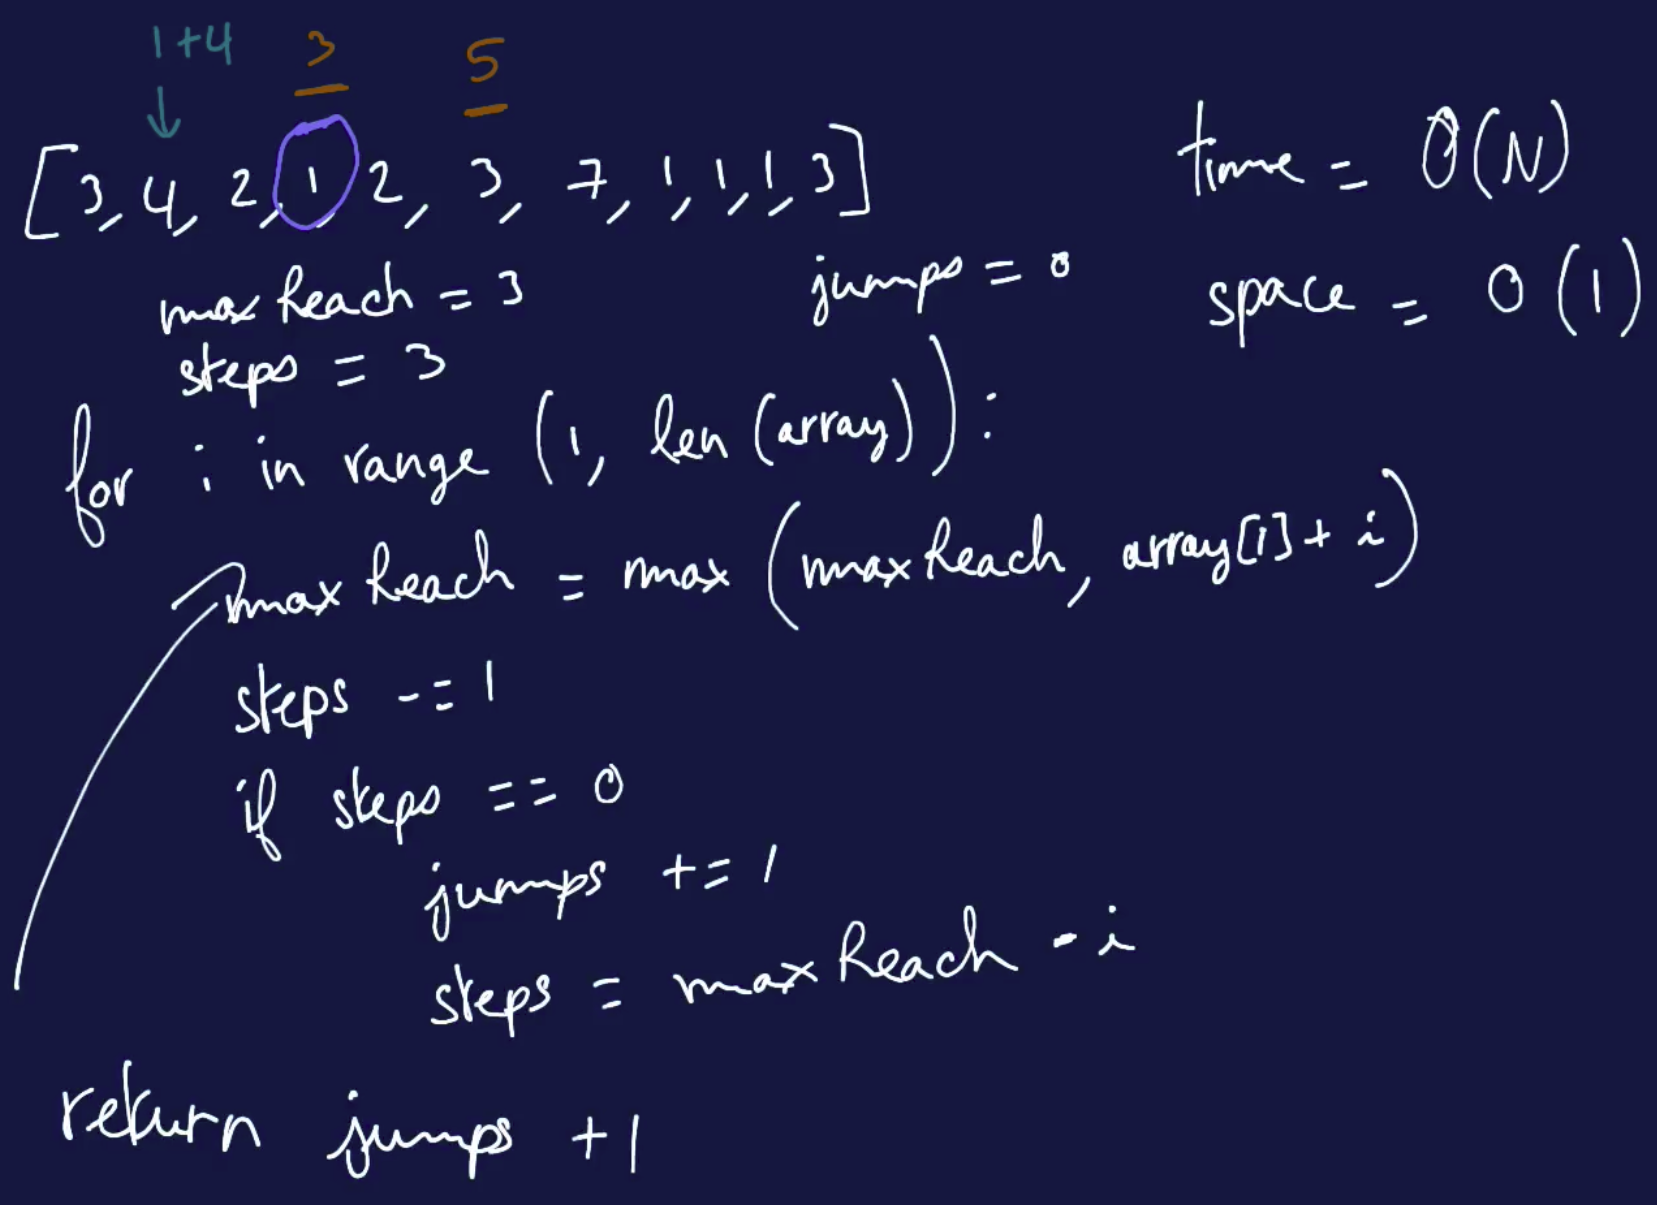 1+4 3 5
[3, 4, 2, 1, 2, 3, 7, 1, 1, 1, 3]
time = O(N)
maxReach = 3
jumps = 0
space = O(1)
steps = 3
for i in range (1, len(array)):
maxReach = max (maxReach, array[i] + i)
steps -= 1
if steps == 0
jumps += 1
steps = maxReach - i
return jumps +1